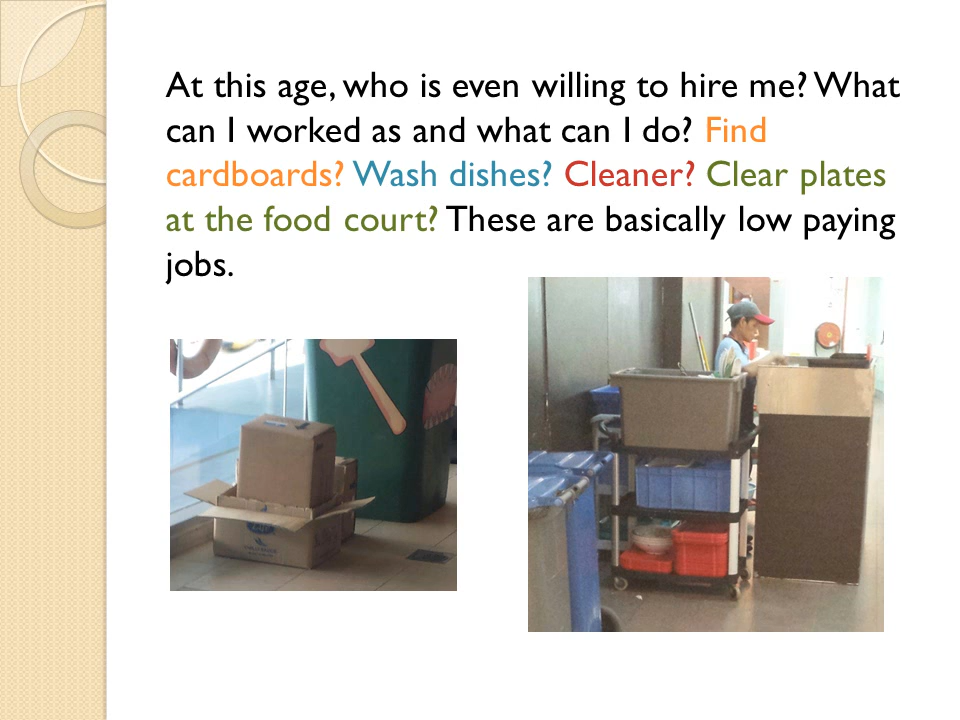 At this age, who is even willing to hire me? What
can I worked as and what can I do? Find
cardboards? Wash dishes? Cleaner? Clear plates
at the food court? These are basically low paying
jobs.